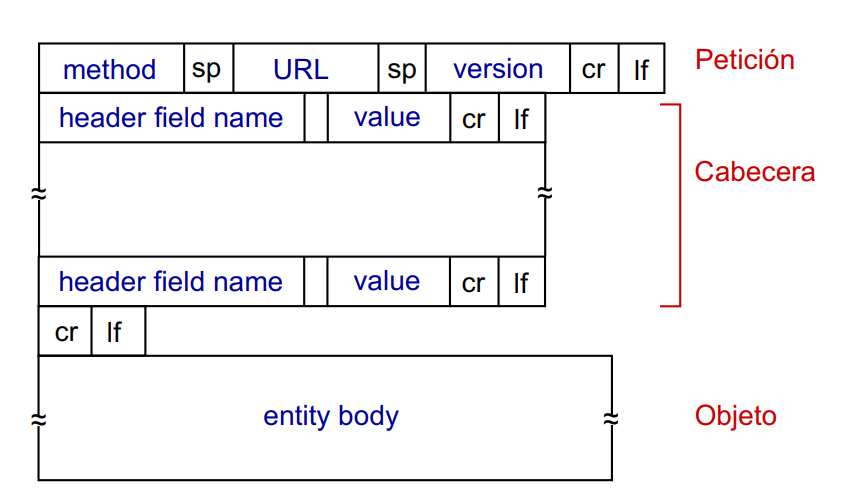 method sp URL sp version cr lf Petición
header field name value cr lf
Cabecera
header field name value cr lf
cr lf
entity body Objeto